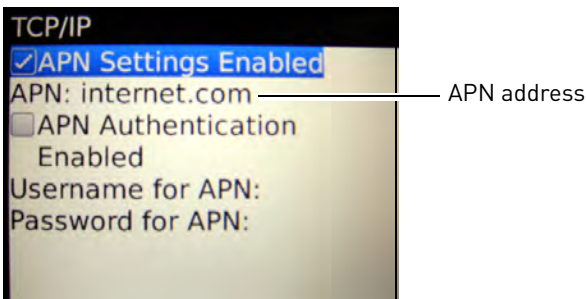 TCP/IP
APN Settings Enabled
APN: internet.com
APN address
APN Authentication
Enabled
Username for APN:
Password for APN: